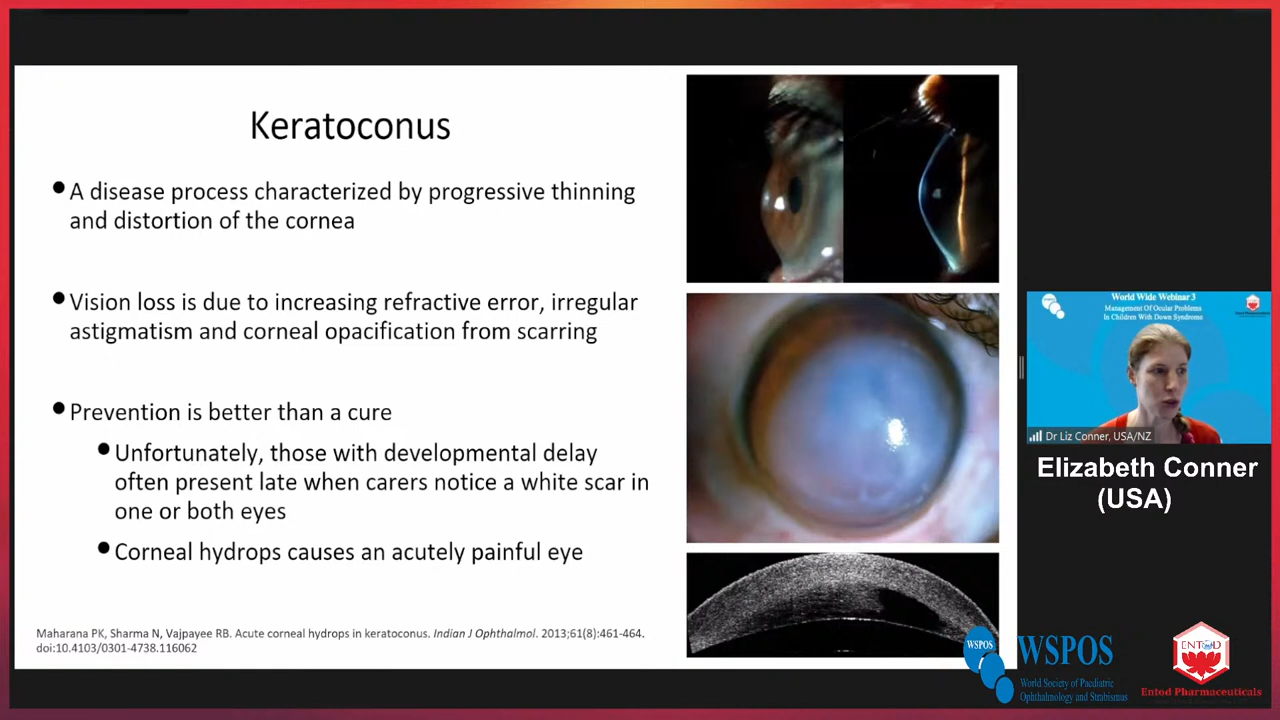 Keratoconus
● A disease process characterized by progressive thinning
and distortion of the cornea
● Vision loss is due to increasing refractive error, irregular
astigmatism and corneal opacification from scarring
● Prevention is better than a cure
● Unfortunately, those with developmental delay
often present late when carers notice a white scar in
one or both eyes
● Corneal hydrops causes an acutely painful eye
Maharana PK, Sharma N, Vajpayee RB. Acute corneal hydrops in keratoconus. Indian J Ophthalmol. 2013;61(8):461-464.
doi:10.4103/0301-4738.116062
World Wide Webinar 3
Management Of Ocular Problems
In Children With Down Syndrome
Dr Liz Conner, USA/NZ
Elizabeth Conner
(USA)
WSPOS
WSPOS
World Society of Paediatric
Ophthalmology and Strabismus
ENTOD
Entod Pharmaceuticals